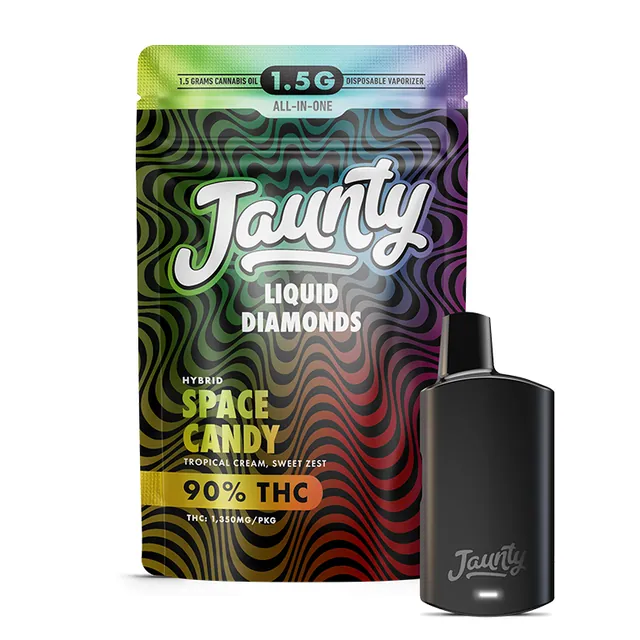 1.5 GRAMS CANNABIS OIL 1.5G DISPOSABLE VAPORIZER
ALL-IN-ONE
Jaunty
LIQUID
DIAMONDS
HYBRID
SPACE
CANDY
TROPICAL CREAM, SWEET ZEST
90% THC
THC: 1,350MG/PKG
Jaunty